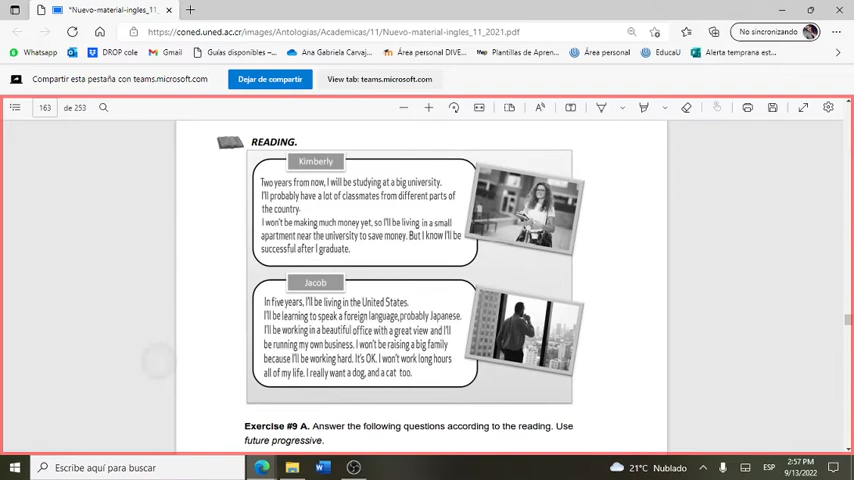 *Nuevo-material-ingles_11_
https://coned.uned.ac.cr/images/Antologias/Academicas/11/Nuevo-material-ingles_11_2021.pdf
No sincronizando
Whatsapp
DROP cole
Gmail
Guías disponibles –...
Ana Gabriela Carvaj...
Área personal DIVE...
Plantillas de Apren...
Área personal
EducaU
Alerta temprana est...
Compartir esta pestaña con teams.microsoft.com
Dejar de compartir
View tab: teams.microsoft.com
163 de 253
READING.
Kimberly
Two years from now, I will be studying at a big university.
I'll probably have a lot of classmates from different parts of
the country.
I won't be making much money yet, so I'll be living in a small
apartment near the university to save money. But I know I'll be
successful after I graduate.
Jacob
In five years, I'll be living in the United States.
I'll be learning to speak a foreign language,probably Japanese.
I'll be working in a beautiful office with a great view and I'll
be running my own business. I won't be raising a big family
because I'll be working hard. It's OK. I won't work long hours
all of my life. I really want a dog, and a cat too.
Exercise #9 A. Answer the following questions according to the reading. Use
future progressive.
Escribe aquí para buscar
21°C Nublado
ESP
2:57 PM
9/13/2022